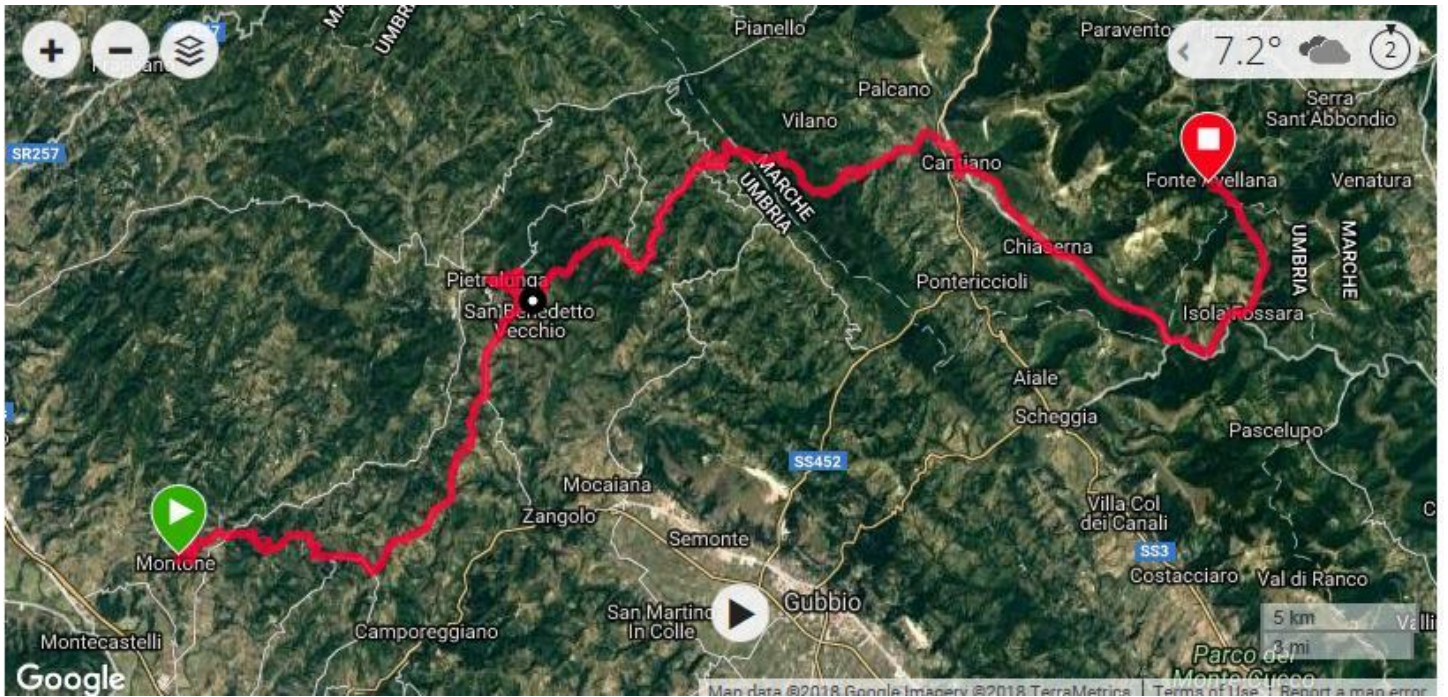 MA
UMBRIA
Pianello
Paravento
7.2°
2
Palcano
Serra
Sant'Abbondio
Vilano
SR257
Cantiano
Fonte Avellana
Venatura
MARCHE
UMBRIA
UMBRIA
MARCHE
Chiaserna
Pietralunga
Pontericcioli
San Benedetto
Vecchio
Isola Fossara
Aiale
Scheggia
Pascelupo
SS452
Mocaiana
Zangolo
Villa Col
dei Canali
Semonte
SS3
Montone
Costacciaro
Val di Ranco
San Martino
In Colle
Gubbio
5 km
3 mi
Montecastelli
Camporeggiano
Parco del
Monte Cucco
Google
Map data ©2018 Google Imagery ©2018 TerraMetrica
Terms of Use
Report a map error